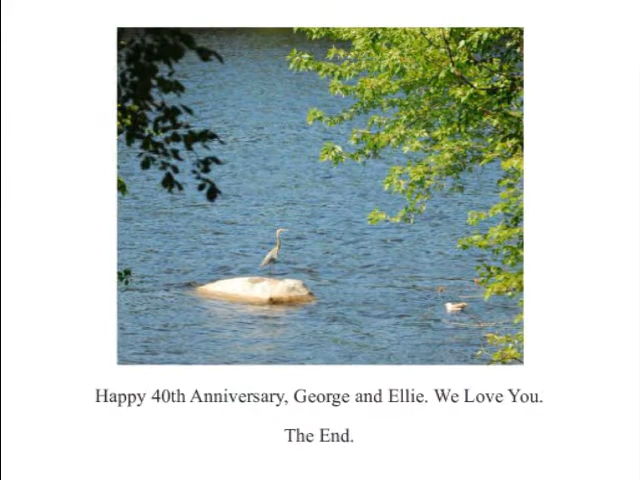 Happy 40th Anniversary, George and Ellie. We Love You.
The End.